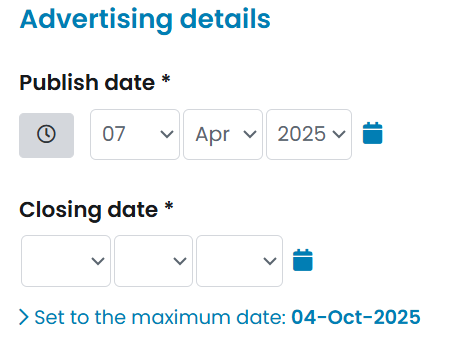 Advertising details
Publish date *
07 Apr 2025
Closing date *
Set to the maximum date: 04-Oct-2025